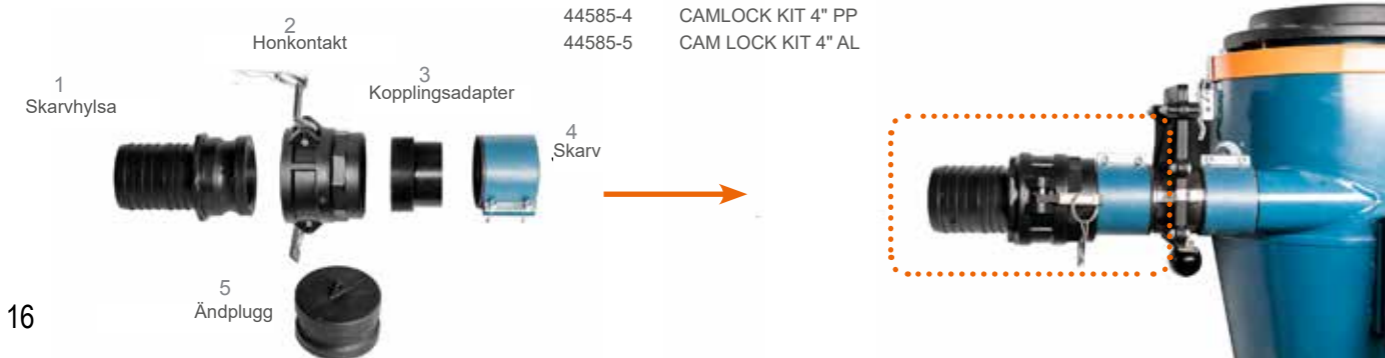 44585-4 CAMLOCK KIT 4" PP
44585-5 CAM LOCK KIT 4" AL
1
Skarvhylsa
2
Honkontakt
3
Kopplingsadapter
4
Skarv
5
Ändplugg
16